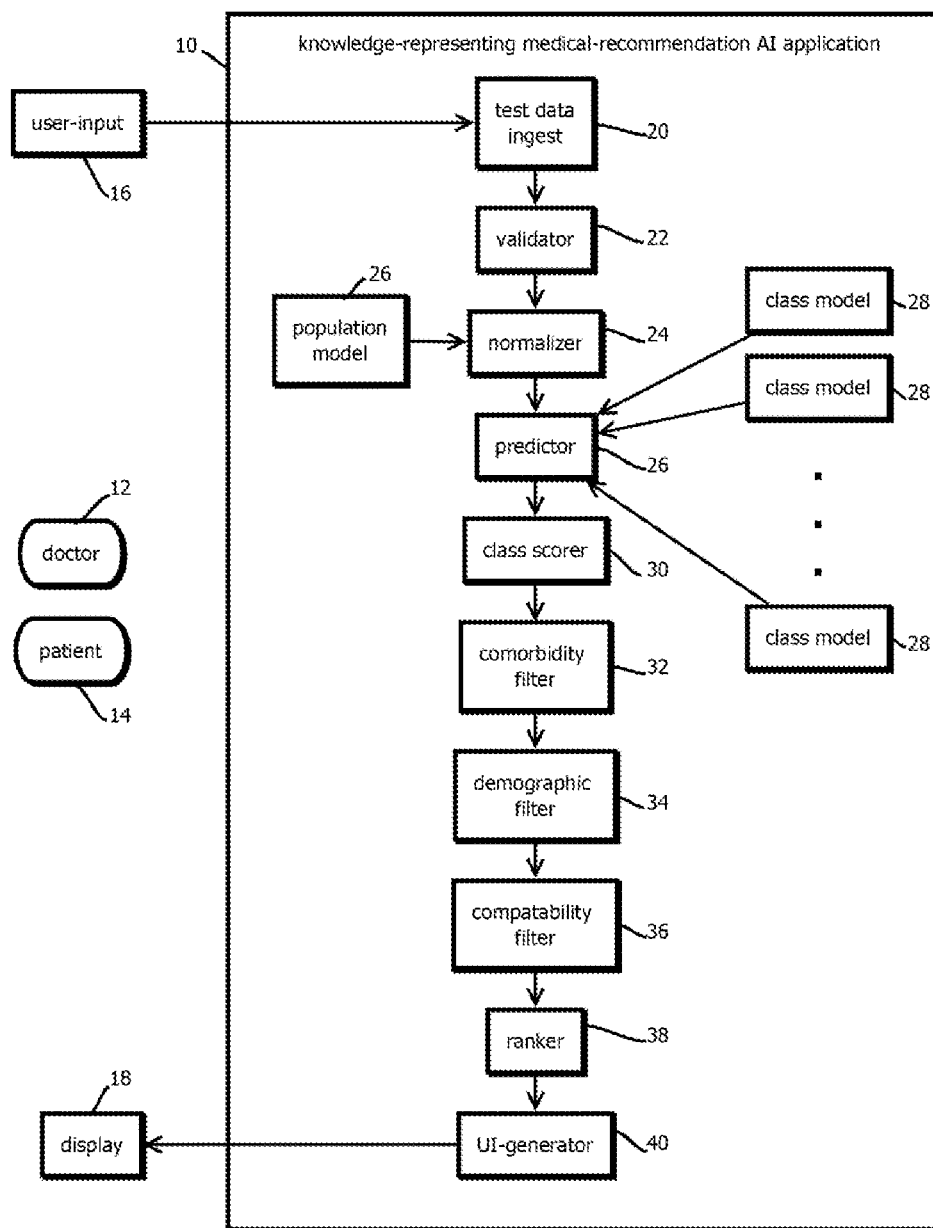 10
knowledge-representing medical-recommendation AI application
user-input
16
test data
ingest
20
validator
22
26
population
model
normalizer
24
class model
28
class model
28
predictor
26
12
doctor
class scorer
30
patient
14
comorbidity
filter
32
class model
28
demographic
filter
34
compatability
filter
36
ranker
38
18
display
UI-generator
40